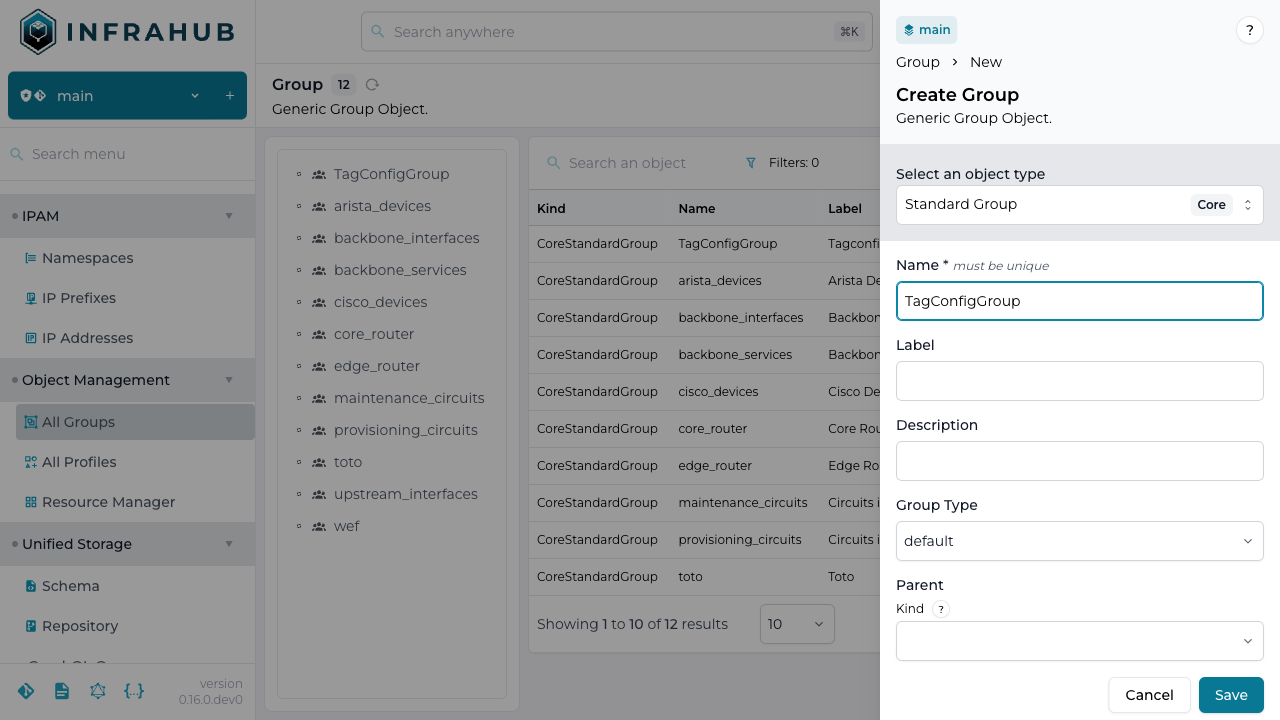 INFRAHUB
main
+
Search menu
IPAM
Namespaces
IP Prefixes
IP Addresses
Object Management
All Groups
All Profiles
Resource Manager
Unified Storage
Schema
Repository
version
0.16.0.dev0
Search anywhere
⌘K
Group 12
Generic Group Object.
TagConfigGroup
arista_devices
backbone_interfaces
backbone_services
cisco_devices
core_router
edge_router
maintenance_circuits
provisioning_circuits
toto
upstream_interfaces
wef
Search an object
Filters: 0
Kind Name Label
CoreStandardGroup TagConfigGroup Tagconfi
CoreStandardGroup arista_devices Arista De
CoreStandardGroup backbone_interfaces Backbon
CoreStandardGroup backbone_services Backbon
CoreStandardGroup cisco_devices Cisco De
CoreStandardGroup core_router Core Rou
CoreStandardGroup edge_router Edge Ro
CoreStandardGroup maintenance_circuits Circuits i
CoreStandardGroup provisioning_circuits Circuits i
CoreStandardGroup toto Toto
Showing 1 to 10 of 12 results 10
main
?
Group > New
Create Group
Generic Group Object.
Select an object type
Standard Group Core
Name * must be unique
TagConfigGroup
Label
Description
Group Type
default
Parent
Kind ?
Cancel Save